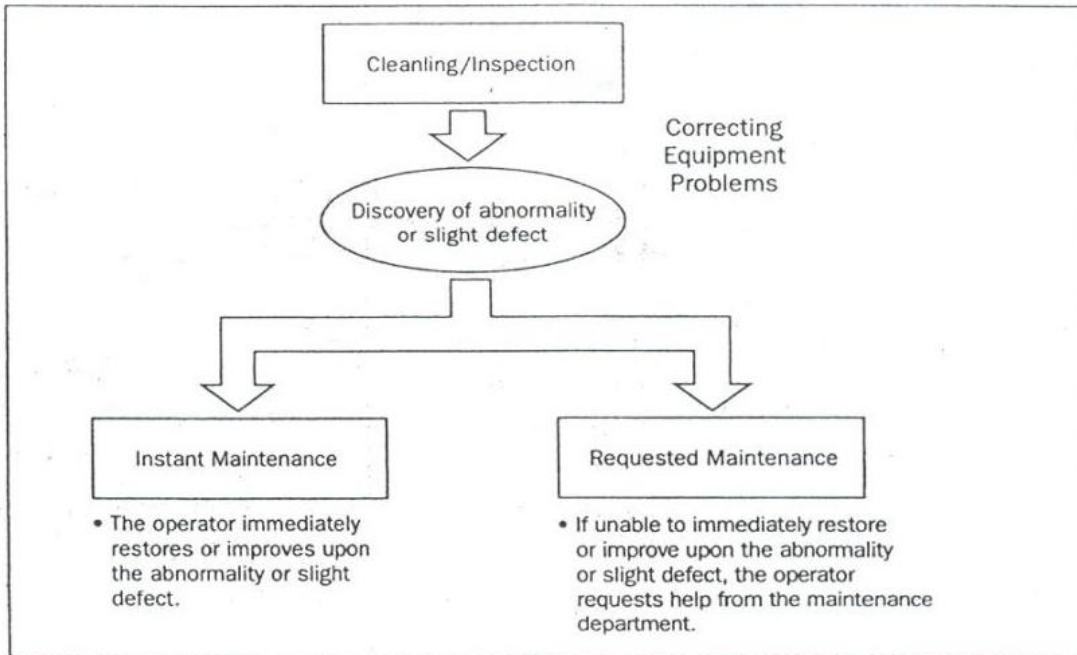 Cleanling/Inspection
Correcting
Equipment
Problems
Discovery of abnormality
or slight defect
Instant Maintenance
• The operator immediately
restores or improves upon
the abnormality or slight
defect.
Requested Maintenance
• If unable to immediately restore
or improve upon the abnormality
or slight defect, the operator
requests help from the maintenance
department.